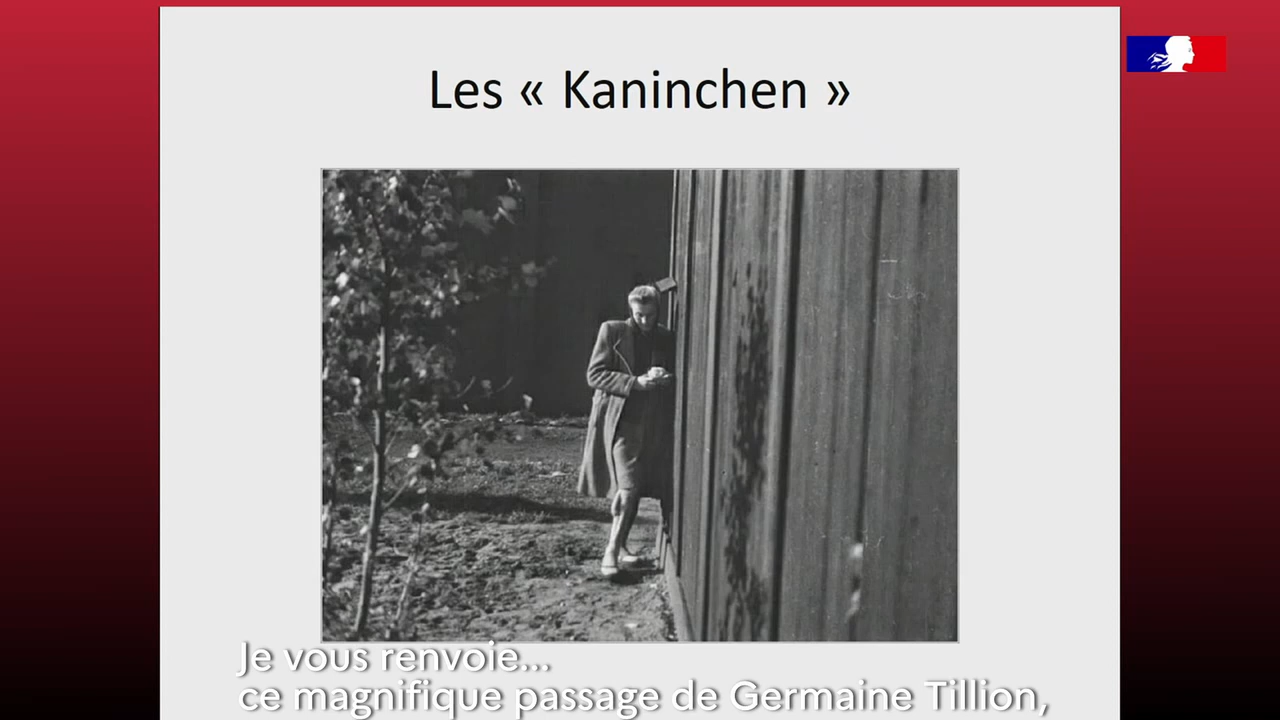 Les « Kaninchen »
Je vous renvoie...
ce magnifique passage de Germaine Tillion,